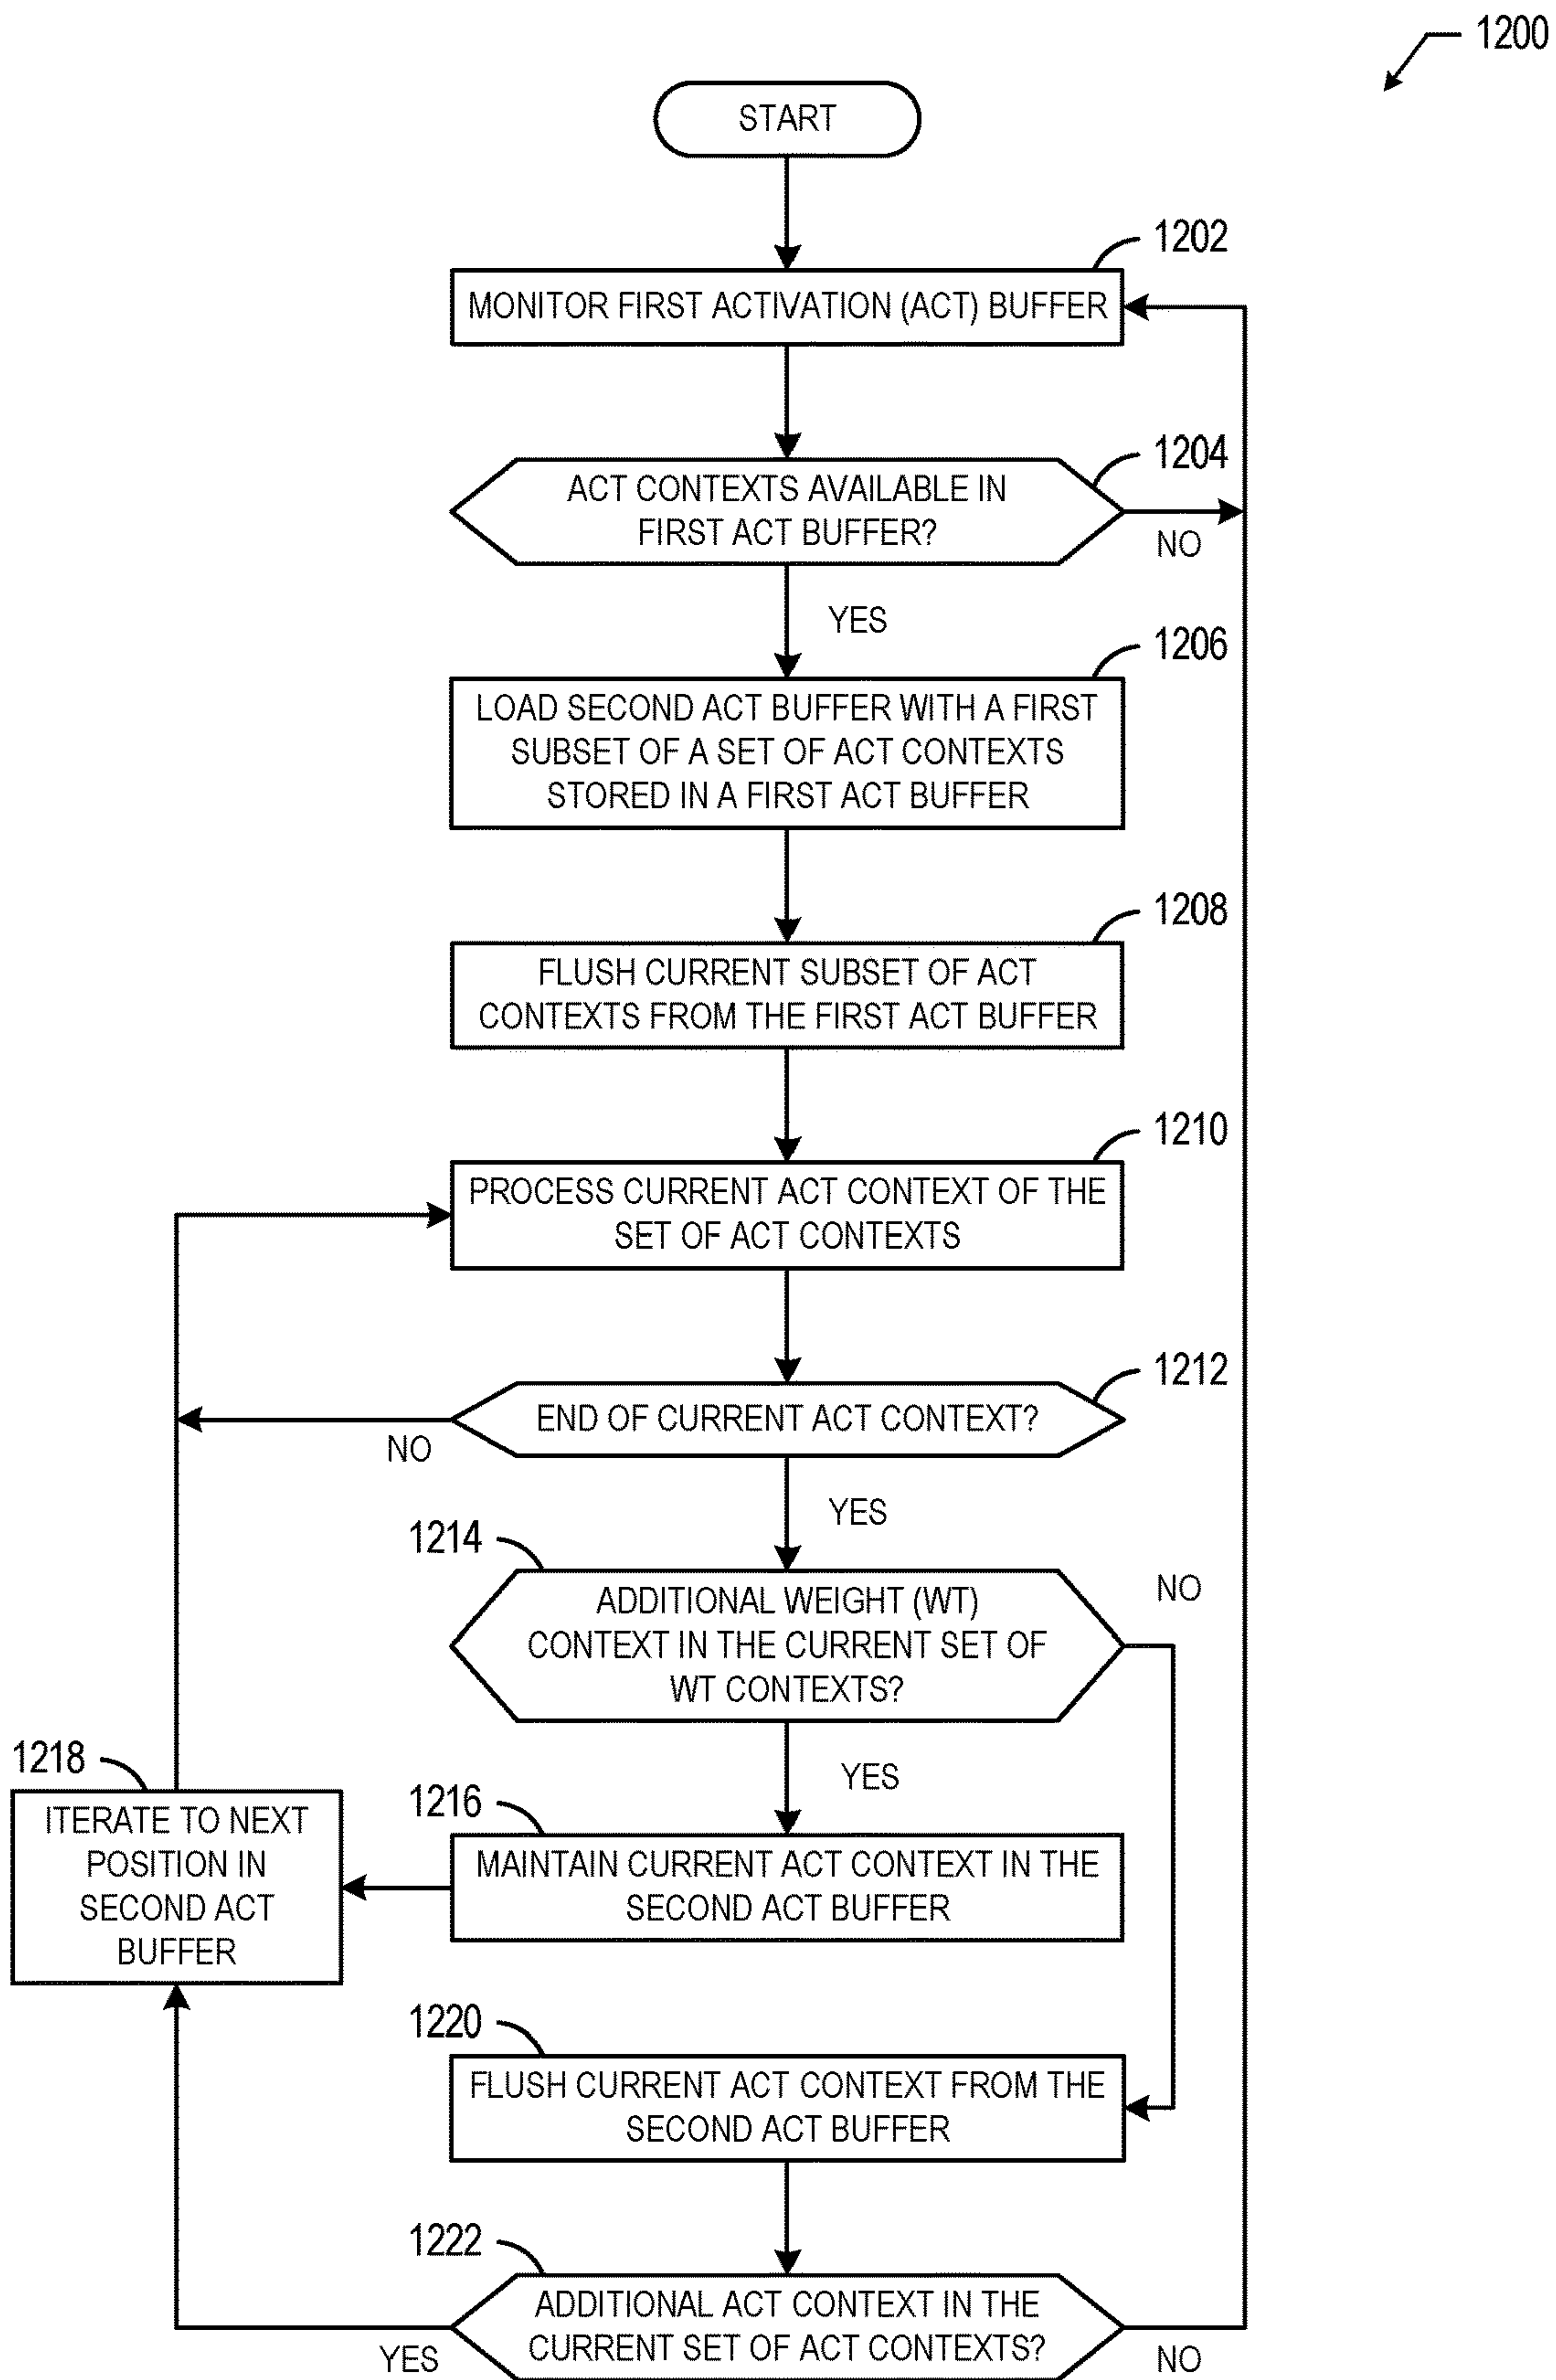 1200
START
1202
MONITOR FIRST ACTIVATION (ACT) BUFFER
1204
ACT CONTEXTS AVAILABLE IN
FIRST ACT BUFFER?
NO
YES
1206
LOAD SECOND ACT BUFFER WITH A FIRST
SUBSET OF A SET OF ACT CONTEXTS
STORED IN A FIRST ACT BUFFER
1208
FLUSH CURRENT SUBSET OF ACT
CONTEXTS FROM THE FIRST ACT BUFFER
1210
PROCESS CURRENT ACT CONTEXT OF THE
SET OF ACT CONTEXTS
1212
END OF CURRENT ACT CONTEXT?
NO
YES
1214
ADDITIONAL WEIGHT (WT)
CONTEXT IN THE CURRENT SET OF
WT CONTEXTS?
NO
YES
1216
MAINTAIN CURRENT ACT CONTEXT IN THE
SECOND ACT BUFFER
1218
ITERATE TO NEXT
POSITION IN
SECOND ACT
BUFFER
1220
FLUSH CURRENT ACT CONTEXT FROM THE
SECOND ACT BUFFER
1222
ADDITIONAL ACT CONTEXT IN THE
CURRENT SET OF ACT CONTEXTS?
YES
NO